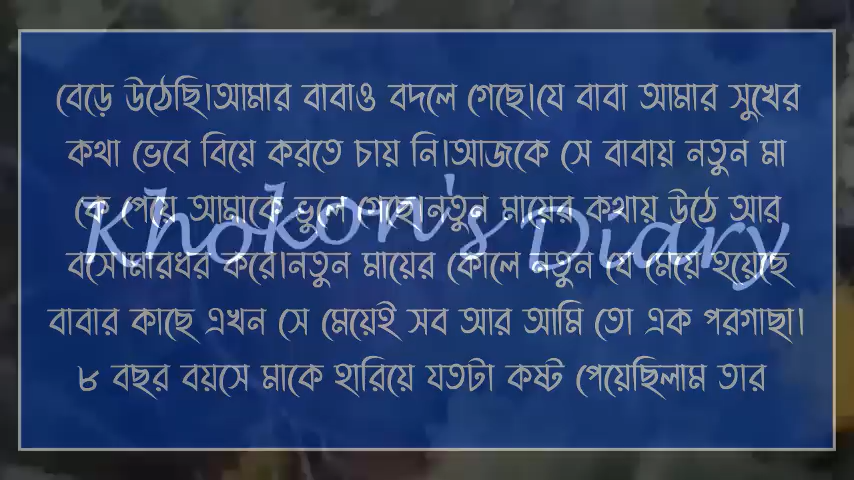 বেড়ে উঠেছি।আমার বাবাও বদলে গেছে।যে বাবা আমার সুখের
কথা ভেবে বিয়ে করতে চায় নি।আজকে সে বাবায় নতুন মা
কে পেয়ে আমাকে ভুলে গেছে।নতুন মায়ের কথায় উঠে আর
Khokon's Diary
বসে।মারধর করে।নতুন মায়ের কোলে নতুন যে মেয়ে হয়েছে
বাবার কাছে এখন সে মেয়েই সব আর আমি তো এক পরগাছা।
৮ বছর বয়সে মাকে হারিয়ে যতটা কষ্ট পেয়েছিলাম তার